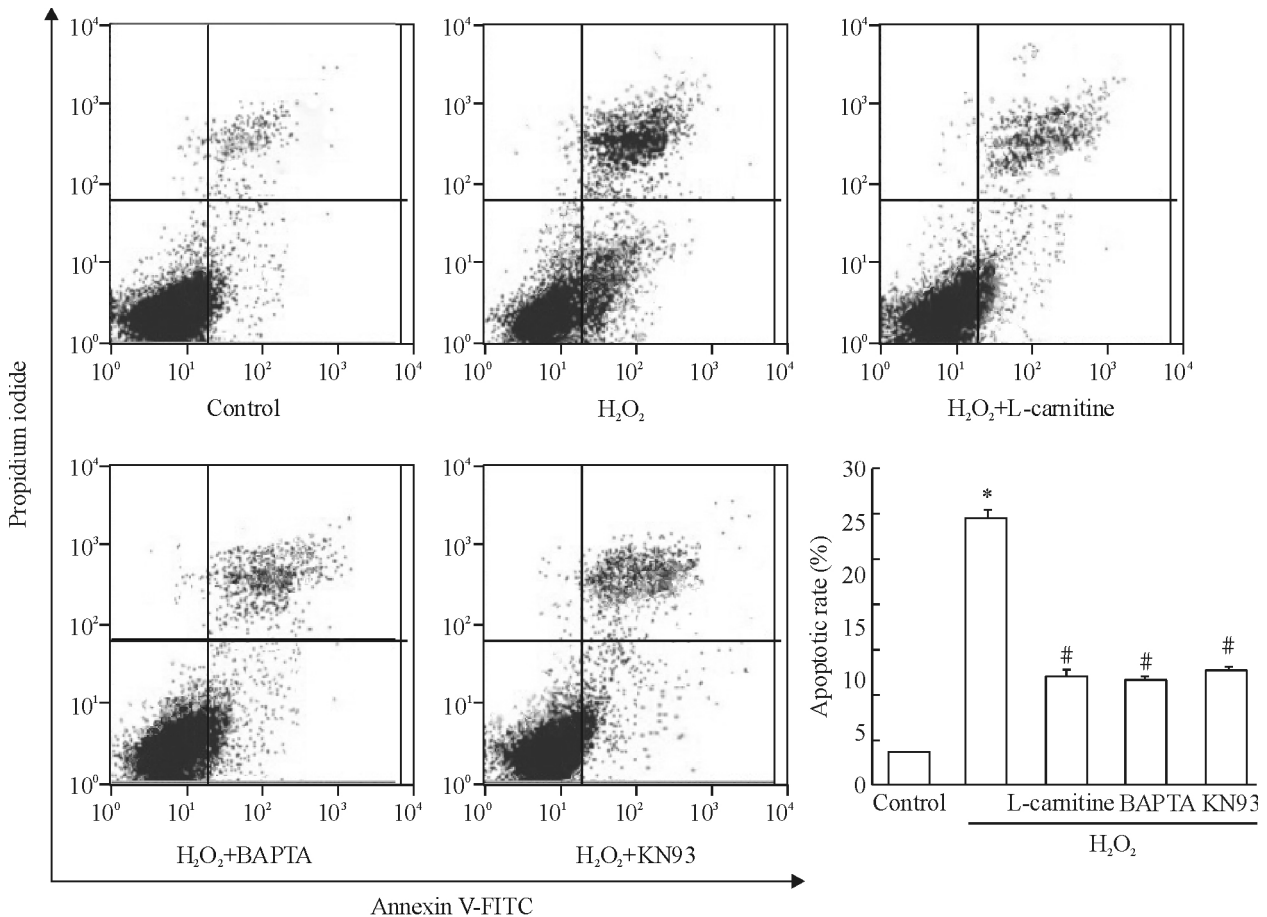 Propidium iodide
10⁴
10³
10²
10¹
10⁰
10⁰ 10¹ 10² 10³ 10⁴
Control
10⁴
10³
10²
10¹
10⁰
10⁰ 10¹ 10² 10³ 10⁴
H₂O₂
10⁴
10³
10²
10¹
10⁰
10⁰ 10¹ 10² 10³ 10⁴
H₂O₂+L-carnitine
10⁴
10³
10²
10¹
10⁰
10⁰ 10¹ 10² 10³ 10⁴
H₂O₂+BAPTA
10⁴
10³
10²
10¹
10⁰
10⁰ 10¹ 10² 10³ 10⁴
H₂O₂+KN93
Annexin V-FITC
Apoptotic rate (%)
30
25
20
15
10
5
0
*
# # #
Control L-carnitine BAPTA KN93
H₂O₂